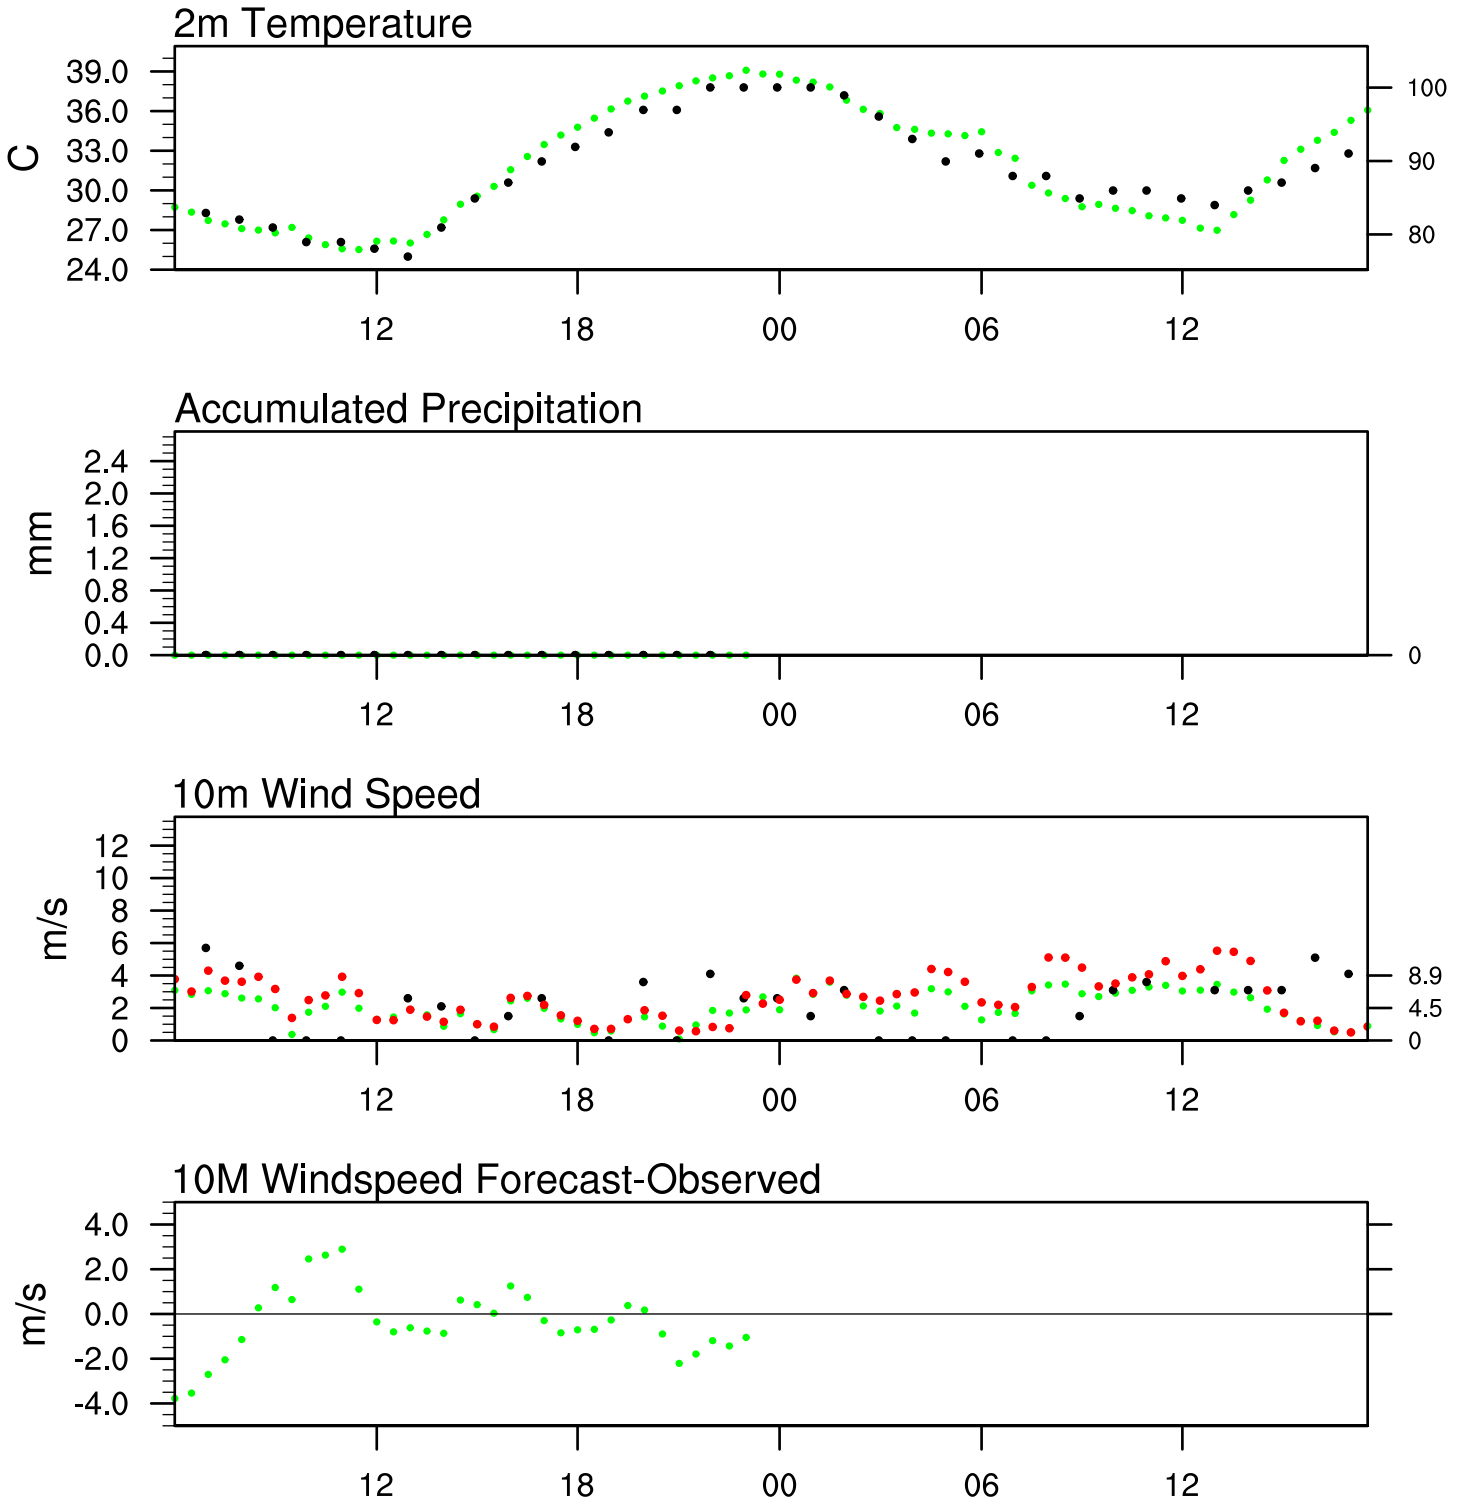 2m Temperature
39.0
36.0
33.0
30.0
27.0
24.0
C
100
90
80
12 18 00 06 12
Accumulated Precipitation
2.4
2.0
1.6
1.2
0.8
0.4
0.0
mm
0
12 18 00 06 12
10m Wind Speed
12
10
8
6
4
2
0
m/s
8.9
4.5
0
12 18 00 06 12
10M Windspeed Forecast-Observed
4.0
2.0
0.0
-2.0
-4.0
m/s
12 18 00 06 12